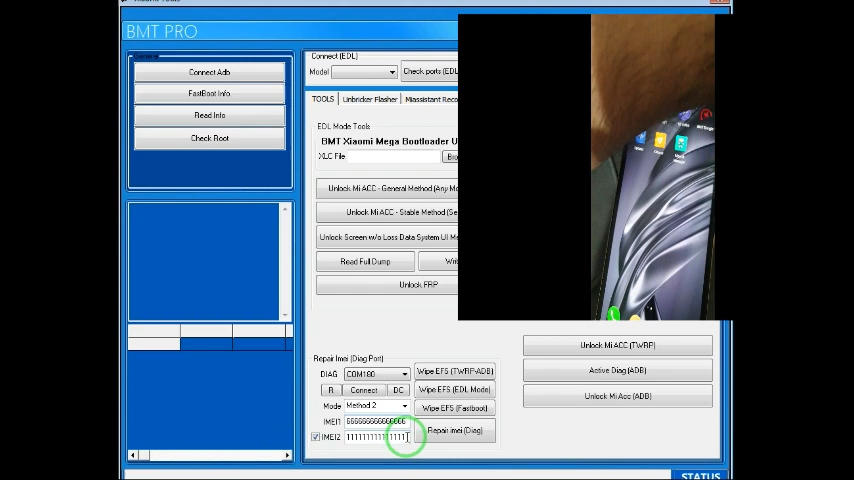 BMT PRO
Connect Adb
FastBoot Info
Read Info
Check Root
Connect (EDL)
Model
Check ports (EDL
TOOLS
Unbricker Flasher
Miassistant Reco
EDL Mode Tools
BMT Xiaomi Mega Bootloader U
XLC File
Bro
Unlock Mi ACC - General Method (Any Mo
Unlock Mi ACC - Stable Method (Se
Unlock Screen w/o Loss Data System UI Me
Read Full Dump
Wri
Unlock FRP
Repair Imei (Diag Port)
DIAG
COM180
Wipe EFS (TWRP-ADB)
R
Connect
DC
Wipe EFS (EDL Mode)
Mode
Method 2
Wipe EFS (Fastboot)
IMEI1
666666666666666
IMEI2
111111111111111
Repair imei (Diag)
Unlock Mi ACC (TWRP)
Active Diag (ADB)
Unlock Mi Acc (ADB)
STATUS